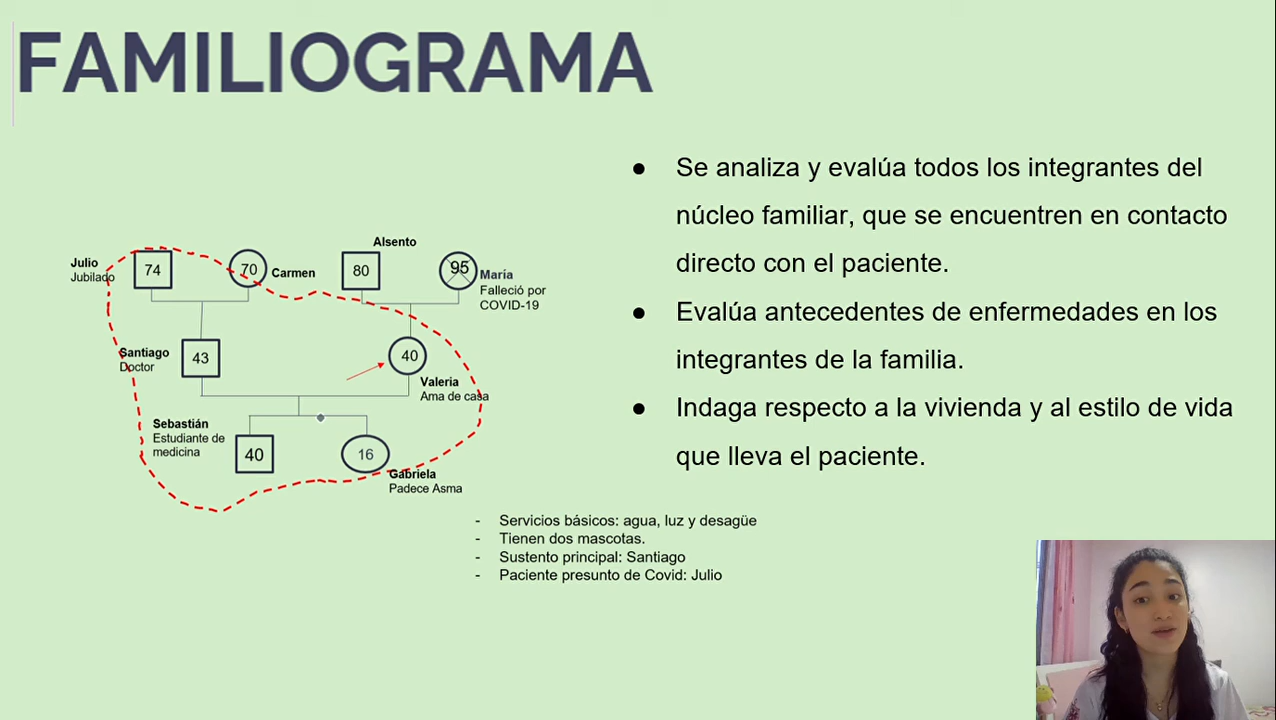 FAMILIOGRAMA
● Se analiza y evalúa todos los integrantes del
núcleo familiar, que se encuentren en contacto
directo con el paciente.
● Evalúa antecedentes de enfermedades en los
integrantes de la familia.
● Indaga respecto a la vivienda y al estilo de vida
que lleva el paciente.
Julio
Jubilado
74
70
Carmen
Alsento
80
95
María
Falleció por
COVID-19
Santiago
Doctor
43
40
Valeria
Ama de casa
Sebastián
Estudiante de
medicina
40
16
Gabriela
Padece Asma
- Servicios básicos: agua, luz y desagüe
- Tienen dos mascotas.
- Sustento principal: Santiago
- Paciente presunto de Covid: Julio